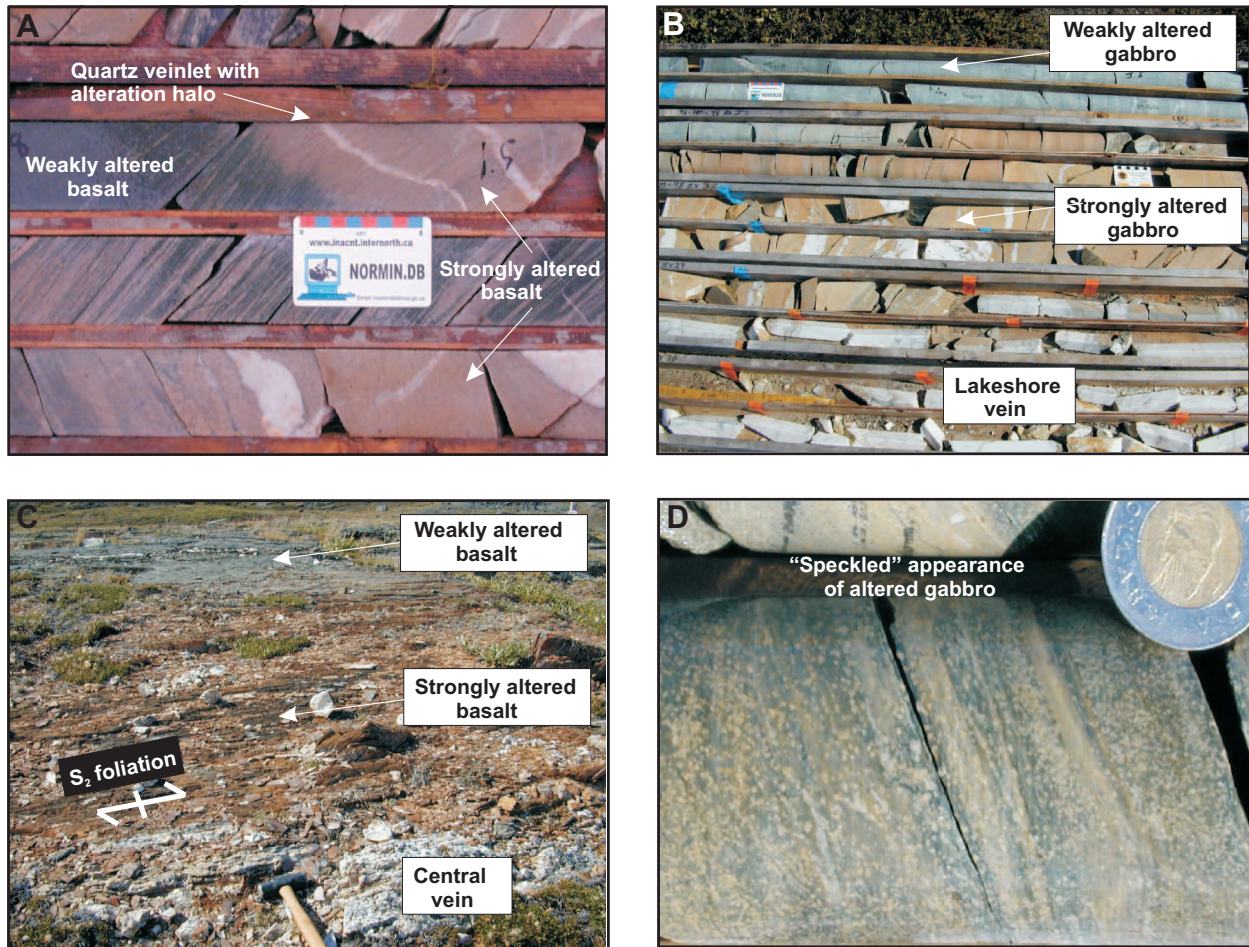 A
Quartz veinlet with
alteration halo
Weakly altered
basalt
www.inacnt.internorth.ca
NORMIN.DB
Strongly altered
basalt
B
Weakly altered
gabbro
NORMIN.DB
Strongly altered
gabbro
Lakeshore
vein
C
Weakly altered
basalt
Strongly altered
basalt
S₂ foliation
Central
vein
D
"Speckled" appearance
of altered gabbro